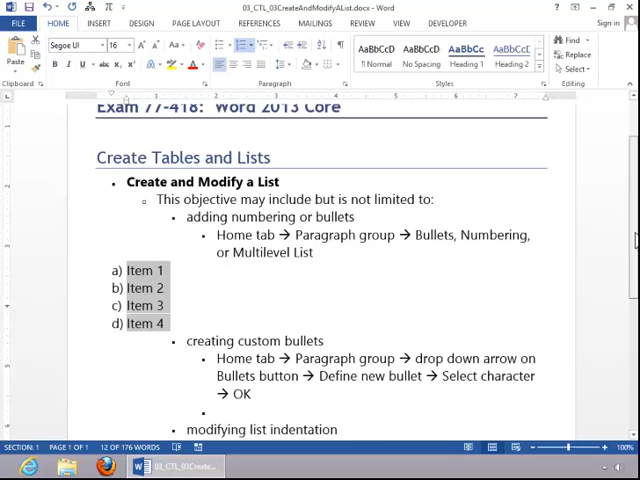 03_CTL_03CreateAndModifyAList.docx - Word
FILE HOME INSERT DESIGN PAGE LAYOUT REFERENCES MAILINGS REVIEW VIEW DEVELOPER Sign in
Paste
Segoe UI 16
AaBbCcD AaBbCcD AaBbCc AaBbCcD
Normal No Spacing Heading 1 Heading 2
Find
Replace
Select
Clipboard Font Paragraph Styles Editing
Exam 77-418: Word 2013 Core
Create Tables and Lists
Create and Modify a List
This objective may include but is not limited to:
adding numbering or bullets
Home tab → Paragraph group → Bullets, Numbering,
or Multilevel List
a) Item 1
b) Item 2
c) Item 3
d) Item 4
creating custom bullets
Home tab → Paragraph group → drop down arrow on
Bullets button → Define new bullet → Select character
→ OK
modifying list indentation
SECTION: 1 PAGE 1 OF 1 12 OF 176 WORDS 100%
03_CTL_03Create...